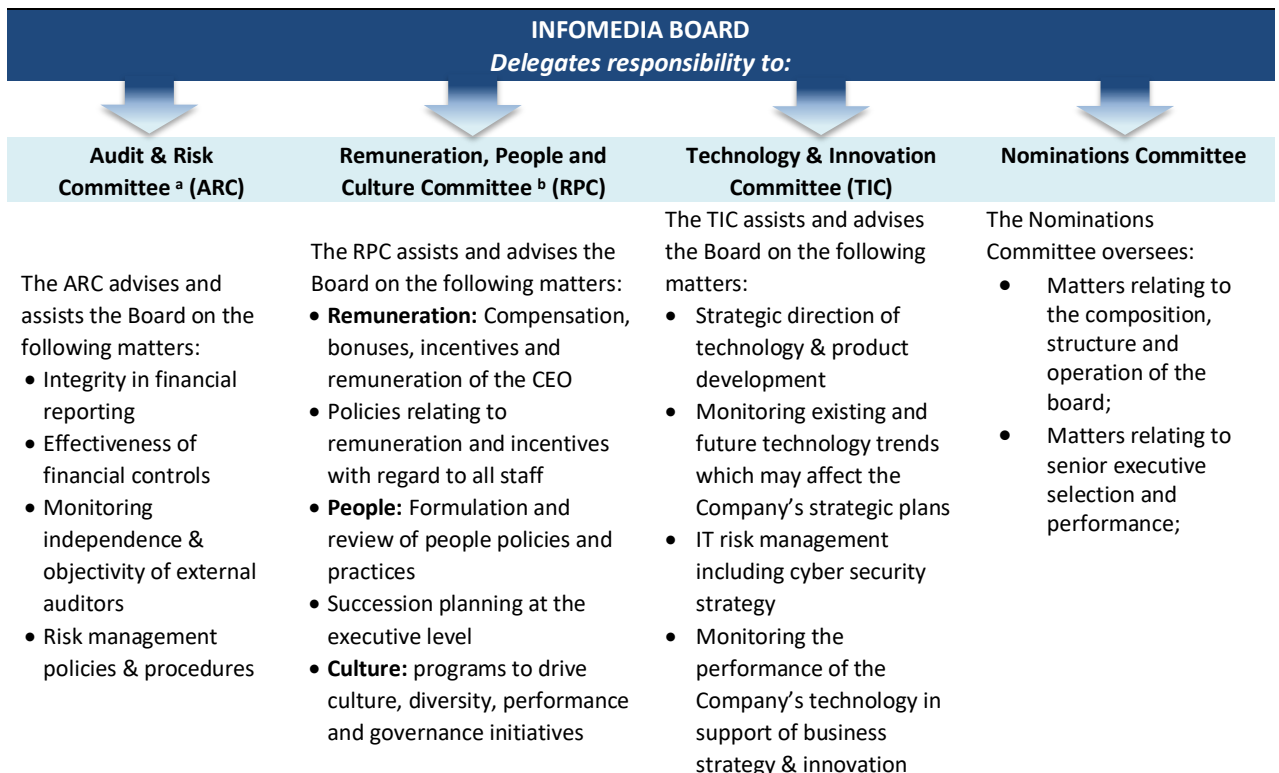 INFOMEDIA BOARD
Delegates responsibility to:
Audit & Risk
Committee ᵃ (ARC)
The ARC advises and
assists the Board on the
following matters:
• Integrity in financial
reporting
• Effectiveness of
financial controls
• Monitoring
independence &
objectivity of external
auditors
• Risk management
policies & procedures
Remuneration, People and
Culture Committee ᵇ (RPC)
The RPC assists and advises the
Board on the following matters:
• Remuneration: Compensation,
bonuses, incentives and
remuneration of the CEO
• Policies relating to
remuneration and incentives
with regard to all staff
• People: Formulation and
review of people policies and
practices
• Succession planning at the
executive level
• Culture: programs to drive
culture, diversity, performance
and governance initiatives
Technology & Innovation
Committee (TIC)
The TIC assists and advises
the Board on the following
matters:
• Strategic direction of
technology & product
development
• Monitoring existing and
future technology trends
which may affect the
Company’s strategic plans
• IT risk management
including cyber security
strategy
• Monitoring the
performance of the
Company’s technology in
support of business
strategy & innovation
Nominations Committee
The Nominations
Committee oversees:
• Matters relating to
the composition,
structure and
operation of the
board;
• Matters relating to
senior executive
selection and
performance;